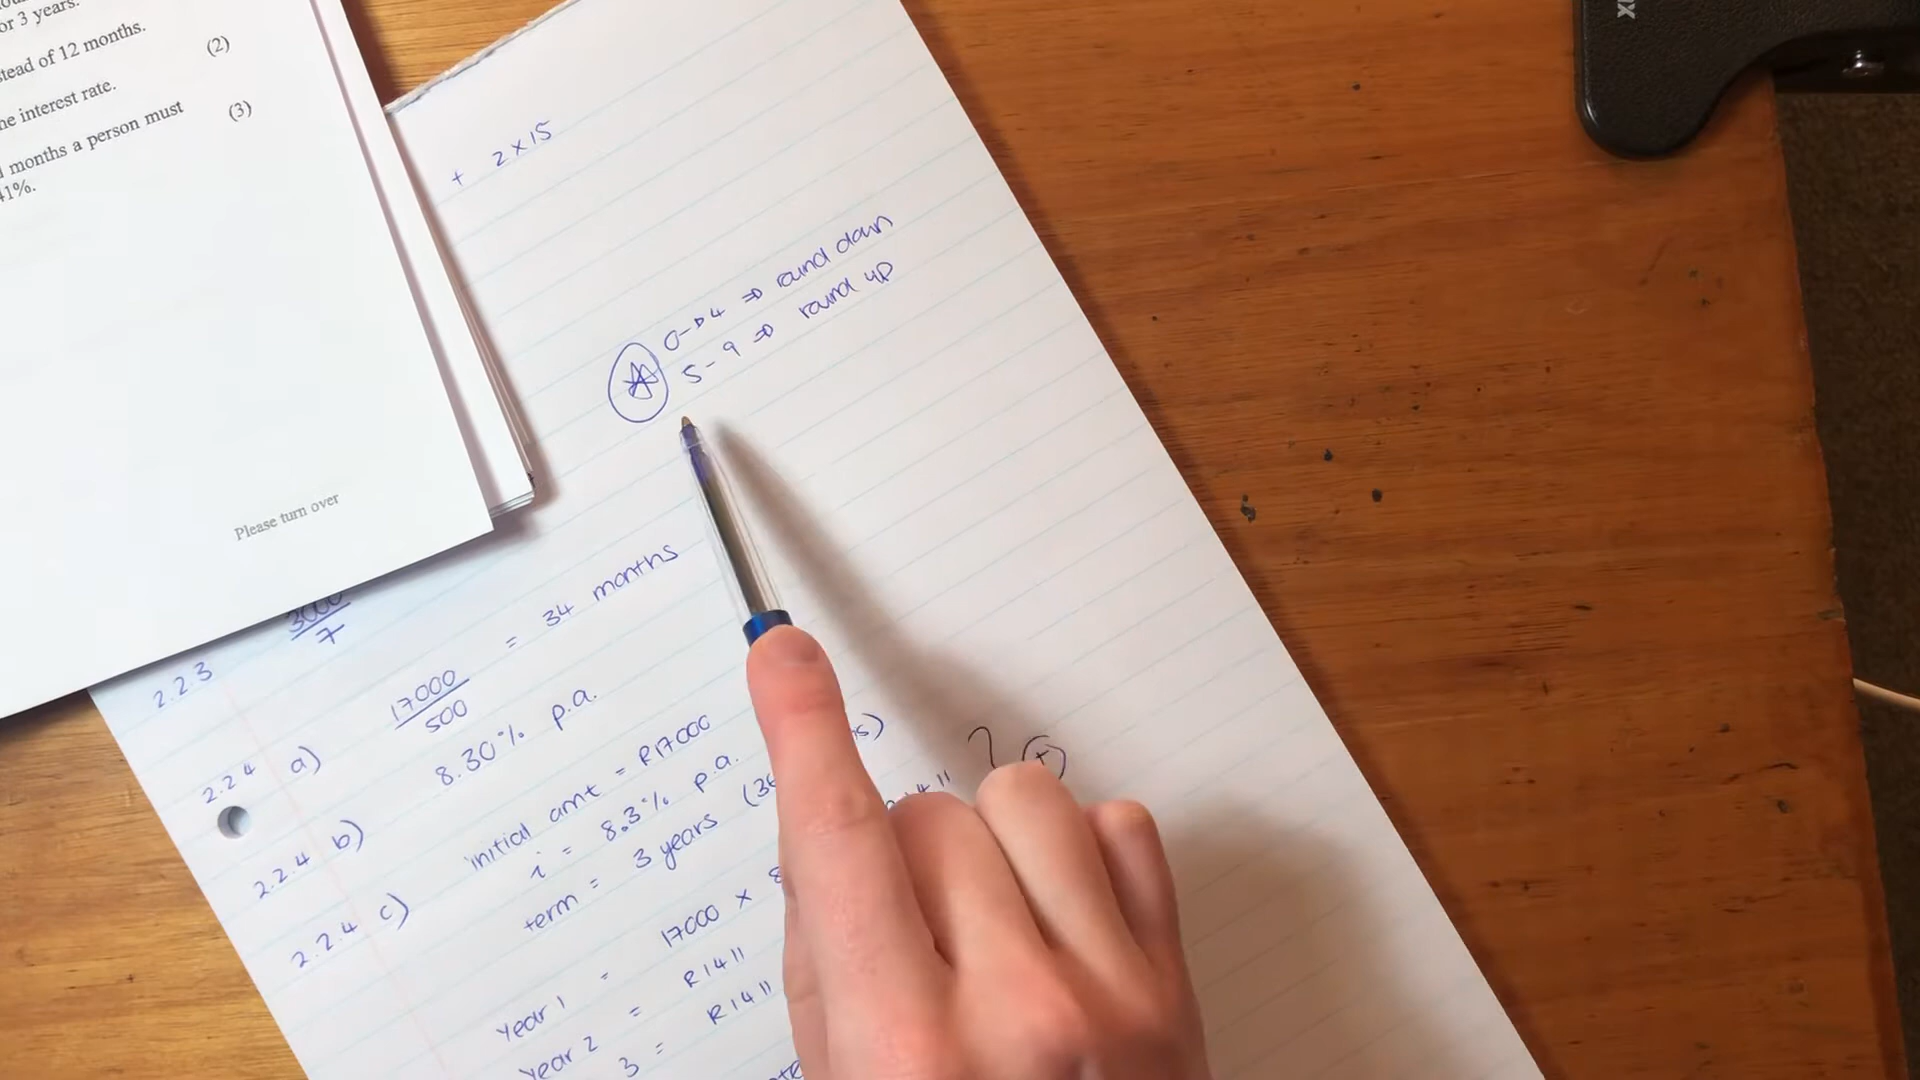 or 3 years.
stead of 12 months.
(2)
he interest rate.
months a person must
(3)
41%.
Please turn over
+ 2 x 15
0-4 ⇒ round down
5-9 ⇒ round up
2.2.3 3000/7
2.2.4 a) 17000/500 = 34 months
2.2.4 b) 8.30% p.a.
2.2.4 c) initial amt = R17000
i = 8.3% p.a.
term = 3 years (36
17000 x 8
year 1 = R1411
year 2 = R1411
3 =